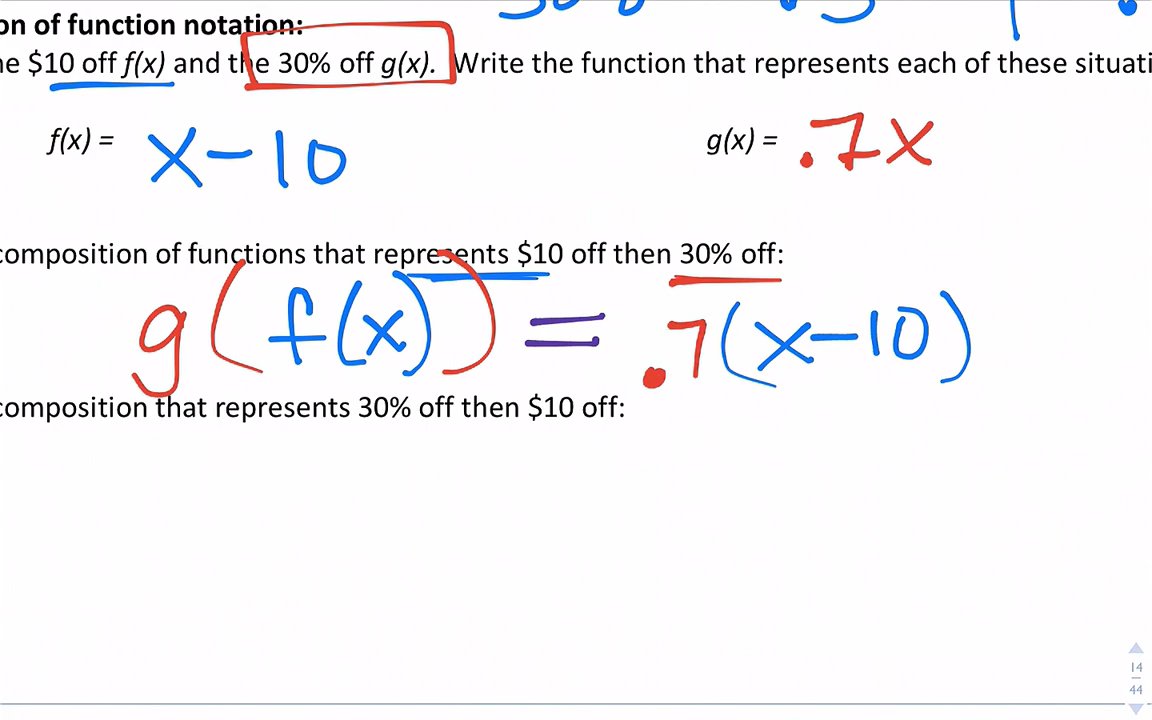 on of function notation:
he $10 off f(x) and the 30% off g(x). Write the function that represents each of these situati
f(x) = x-10
g(x) = .7x
composition of functions that represents $10 off then 30% off:
g(f(x)) = .7(x-10)
composition that represents 30% off then $10 off:
14
44